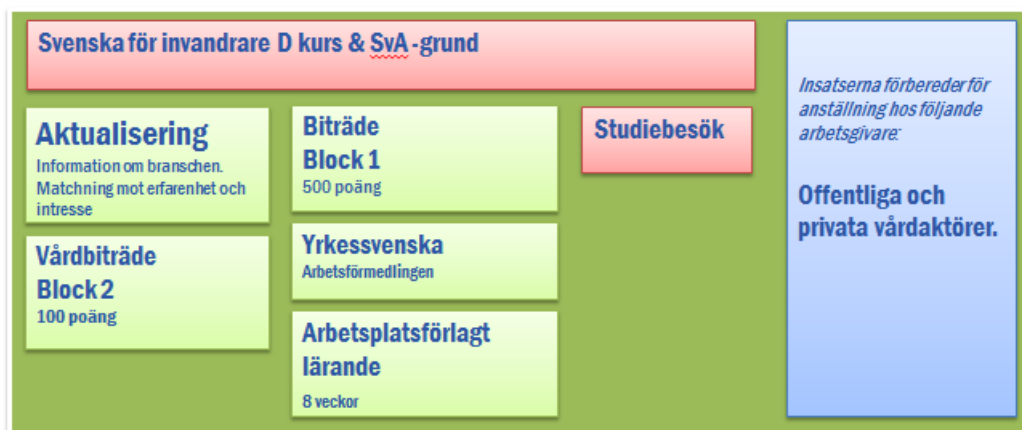 Svenska för invandrare D kurs & SvA -grund
Aktualisering
Information om branschen.
Matchning mot erfarenhet och
intresse
Vårdbiträde
Block 2
100 poäng
Biträde
Block 1
500 poäng
Yrkessvenska
Arbetsförmedlingen
Arbetsplatsförlagt
lärande
8 veckor
Studiebesök
Insatserna förbereder för
anställning hos följande
arbetsgivare:
Offentliga och
privata vårdaktörer.